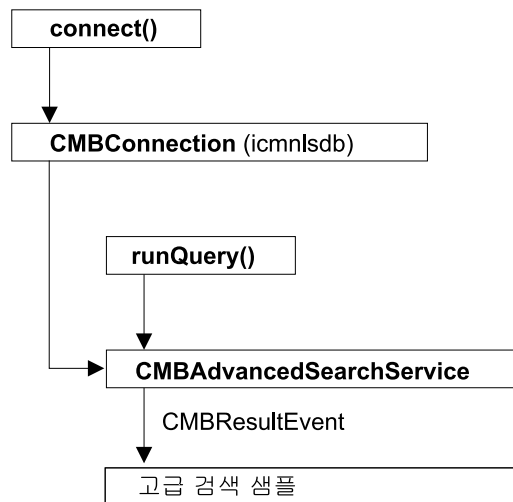 connect()
CMBConnection (icmnlsdb)
runQuery()
CMBAdvancedSearchService
CMBResultEvent
고급 검색 샘플